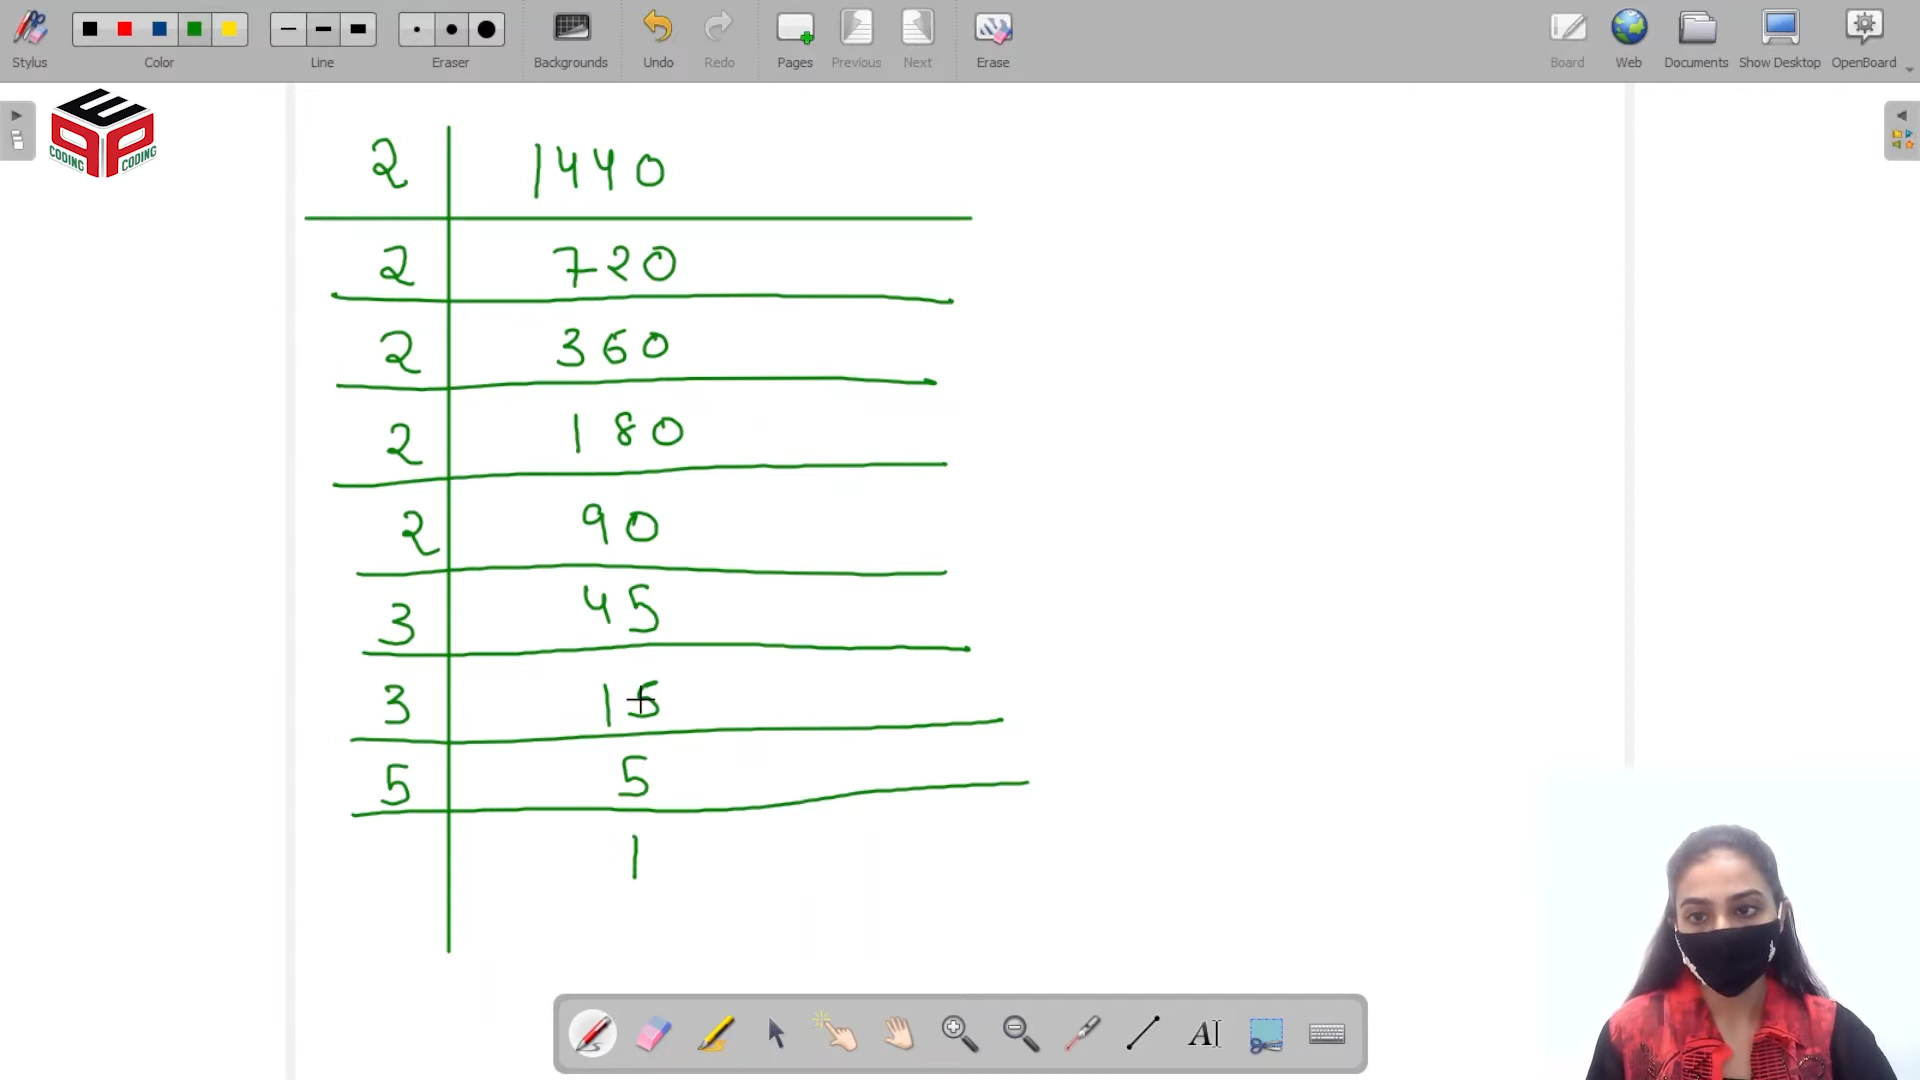 Stylus Color Line Eraser Backgrounds Undo Redo Pages Previous Next Erase Board Web Documents Show Desktop OpenBoard
PEP
CODING CODING
2 1440
2 720
2 360
2 180
2 90
3 45
3 15
5 5
1
A